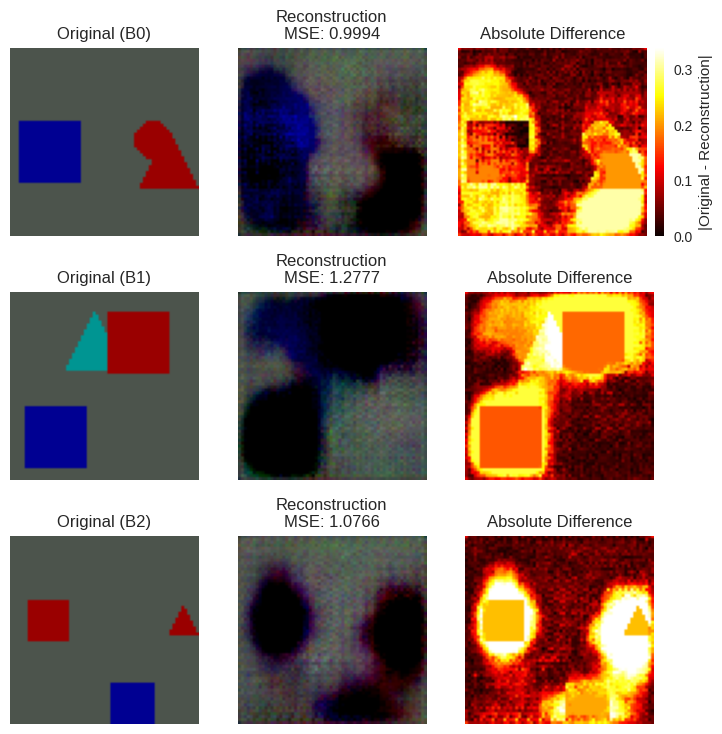 Original (B0)
Reconstruction
MSE: 0.9994
Absolute Difference
0.3
0.2
0.1
0.0
|Original - Reconstruction|
Original (B1)
Reconstruction
MSE: 1.2777
Absolute Difference
Original (B2)
Reconstruction
MSE: 1.0766
Absolute Difference